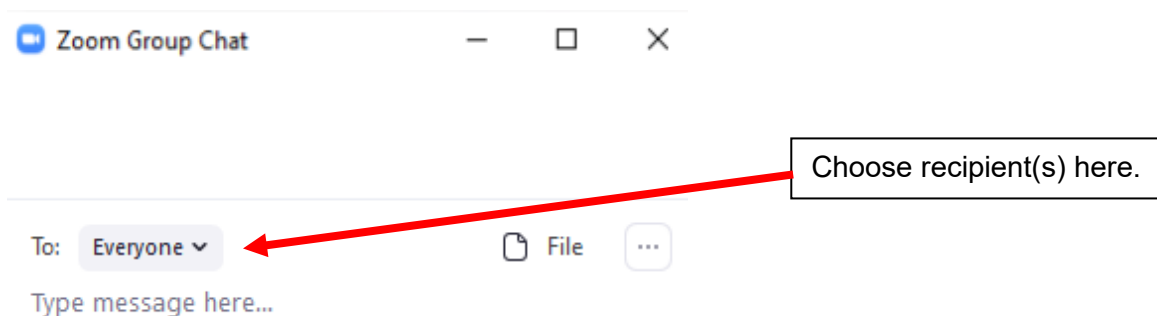 Zoom Group Chat
Choose recipient(s) here.
To: Everyone File ...
Type message here...